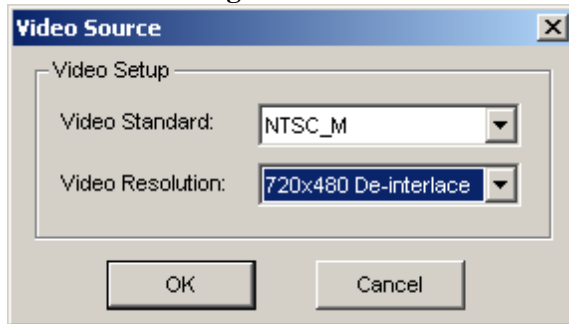 Video Source
Video Setup
Video Standard: NTSC_M
Video Resolution: 720x480 De-interlace
OK Cancel